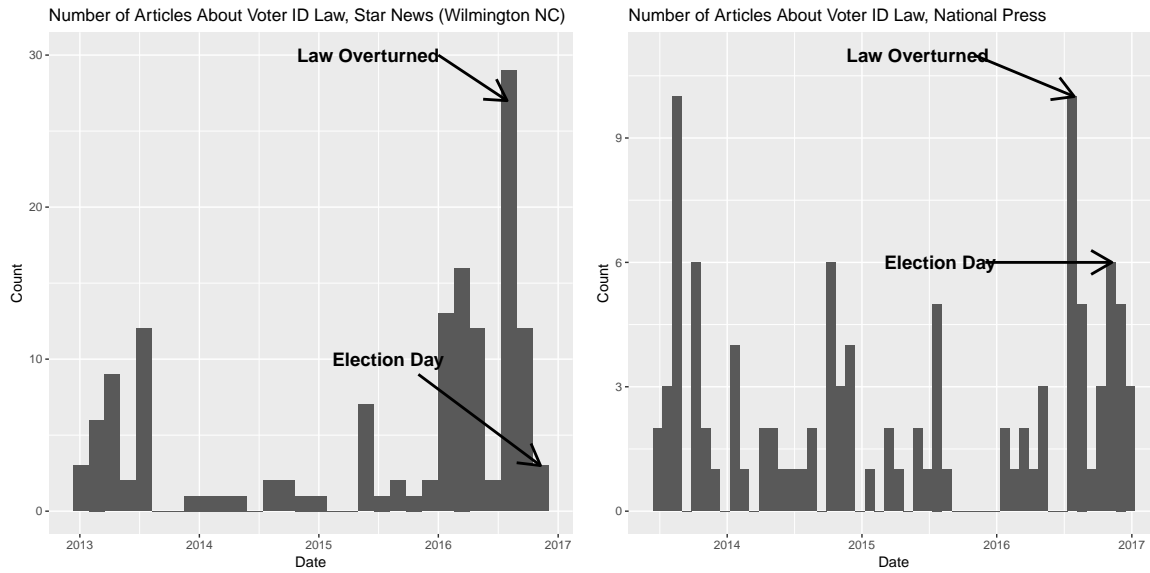 Number of Articles About Voter ID Law, Star News (Wilmington NC)
Law Overturned
Election Day
30
20
10
0
Count
2013
2014
2015
2016
2017
Date
Number of Articles About Voter ID Law, National Press
Law Overturned
Election Day
9
6
3
0
Count
2014
2015
2016
2017
Date